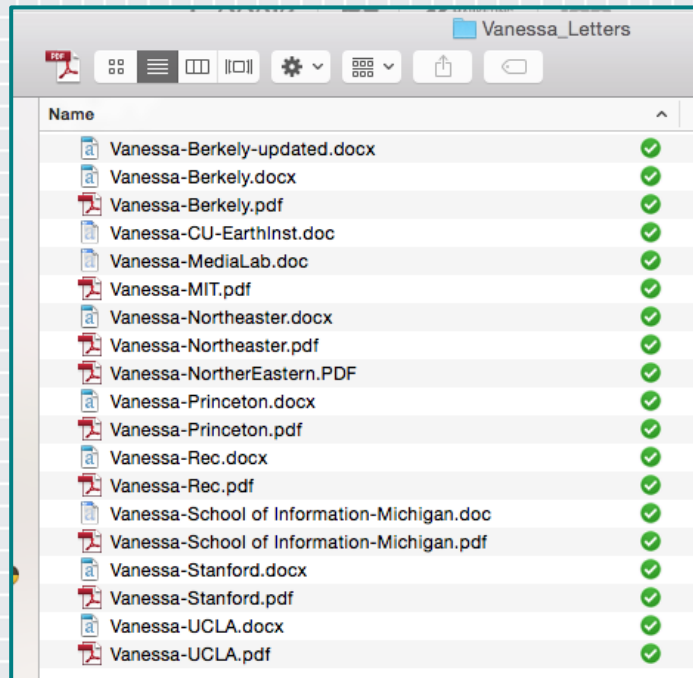 Vanessa_Letters
PDF
Name
Vanessa-Berkely-updated.docx
Vanessa-Berkely.docx
Vanessa-Berkely.pdf
Vanessa-CU-EarthInst.doc
Vanessa-MediaLab.doc
Vanessa-MIT.pdf
Vanessa-Northeaster.docx
Vanessa-Northeaster.pdf
Vanessa-NortherEastern.PDF
Vanessa-Princeton.docx
Vanessa-Princeton.pdf
Vanessa-Rec.docx
Vanessa-Rec.pdf
Vanessa-School of Information-Michigan.doc
Vanessa-School of Information-Michigan.pdf
Vanessa-Stanford.docx
Vanessa-Stanford.pdf
Vanessa-UCLA.docx
Vanessa-UCLA.pdf